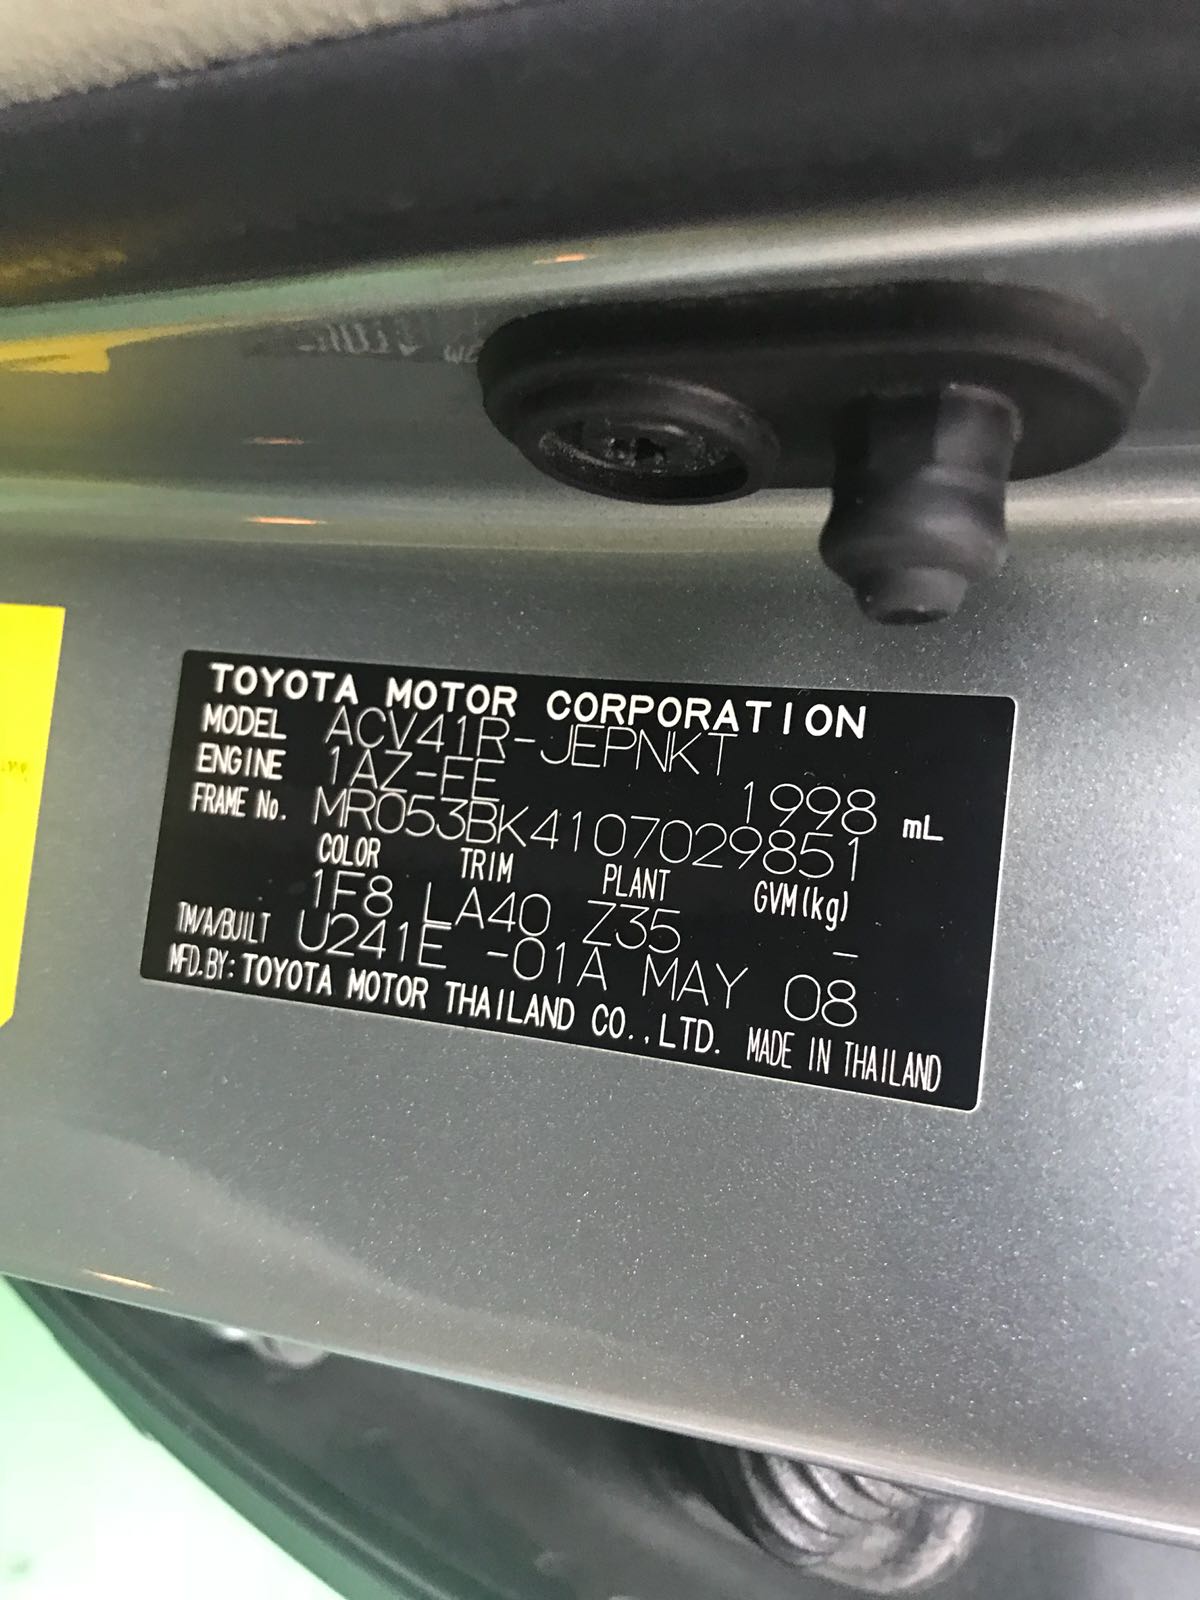 TOYOTA MOTOR CORPORATION
MODEL ACV41R-JEPNKT
ENGINE 1AZ-FE 1998 mL
FRAME No. MR053BK4107029851
COLOR TRIM PLANT GVM(kg)
1F8 LA40 Z35 -
TM/A/BUILT U241E -01A MAY 08
MFD.BY: TOYOTA MOTOR THAILAND CO.,LTD. MADE IN THAILAND